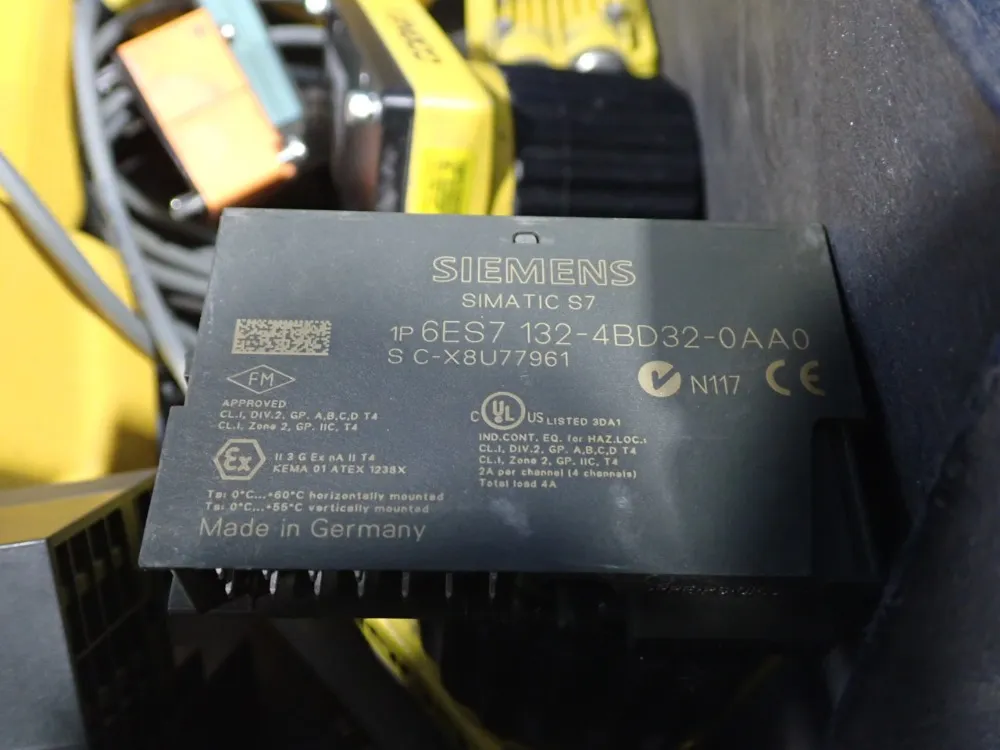 SIEMENS
SIMATIC S7
1P 6ES7 132-4BD32-0AA0
S C-X8U77961
N117 CE
FM
APPROVED
CL.I, DIV.2, GP. A,B,C,D T4
CL.I, Zone 2, GP. IIC, T4
C UL US LISTED 3DA1
IND.CONT. EQ. for HAZ.LOC.:
CL.I, DIV.2, GP. A,B,C,D T4
CL.I, Zone 2, GP. IIC, T4
2A per channel (4 channels)
Total load 4A
Ex II 3 G Ex nA II T4
KEMA 01 ATEX 1238X
Ta: 0°C...+60°C horizontally mounted
Ta: 0°C...+55°C vertically mounted
Made in Germany